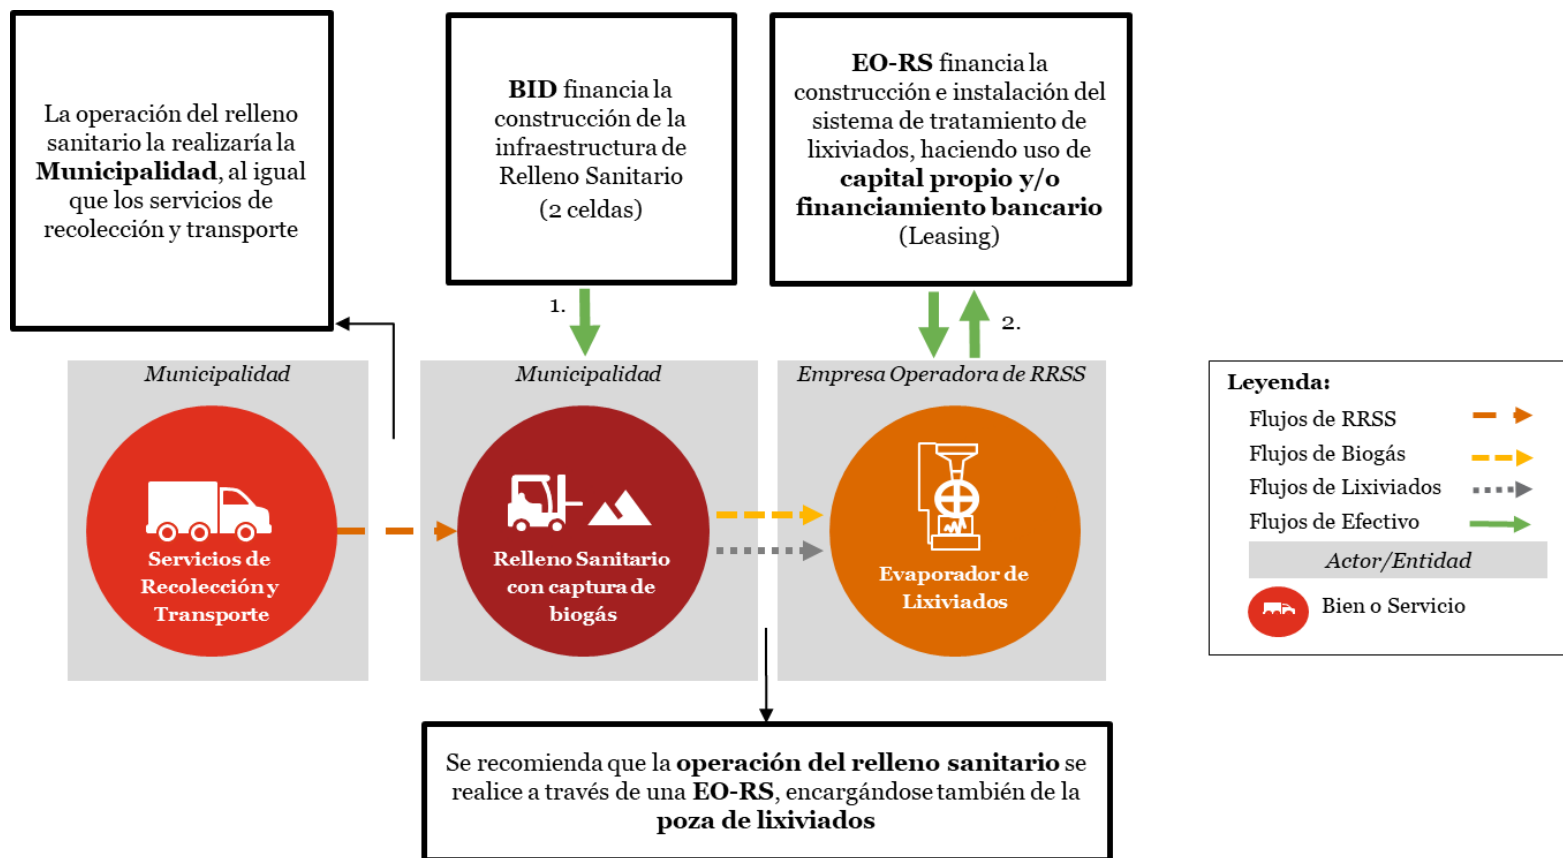 La operación del relleno
sanitario la realizaría la
Municipalidad, al igual
que los servicios de
recolección y transporte
BID financia la
construcción de la
infraestructura de
Relleno Sanitario
(2 celdas)
EO-RS financia la
construcción e instalación del
sistema de tratamiento de
lixiviados, haciendo uso de
capital propio y/o
financiamiento bancario
(Leasing)
1.
2.
Municipalidad
Servicios de
Recolección y
Transporte
Municipalidad
Relleno Sanitario
con captura de
biogás
Empresa Operadora de RRSS
Evaporador de
Lixiviados
Leyenda:
Flujos de RRSS
Flujos de Biogás
Flujos de Lixiviados
Flujos de Efectivo
Actor/Entidad
Bien o Servicio
Se recomienda que la operación del relleno sanitario se
realice a través de una EO-RS, encargándose también de la
poza de lixiviados